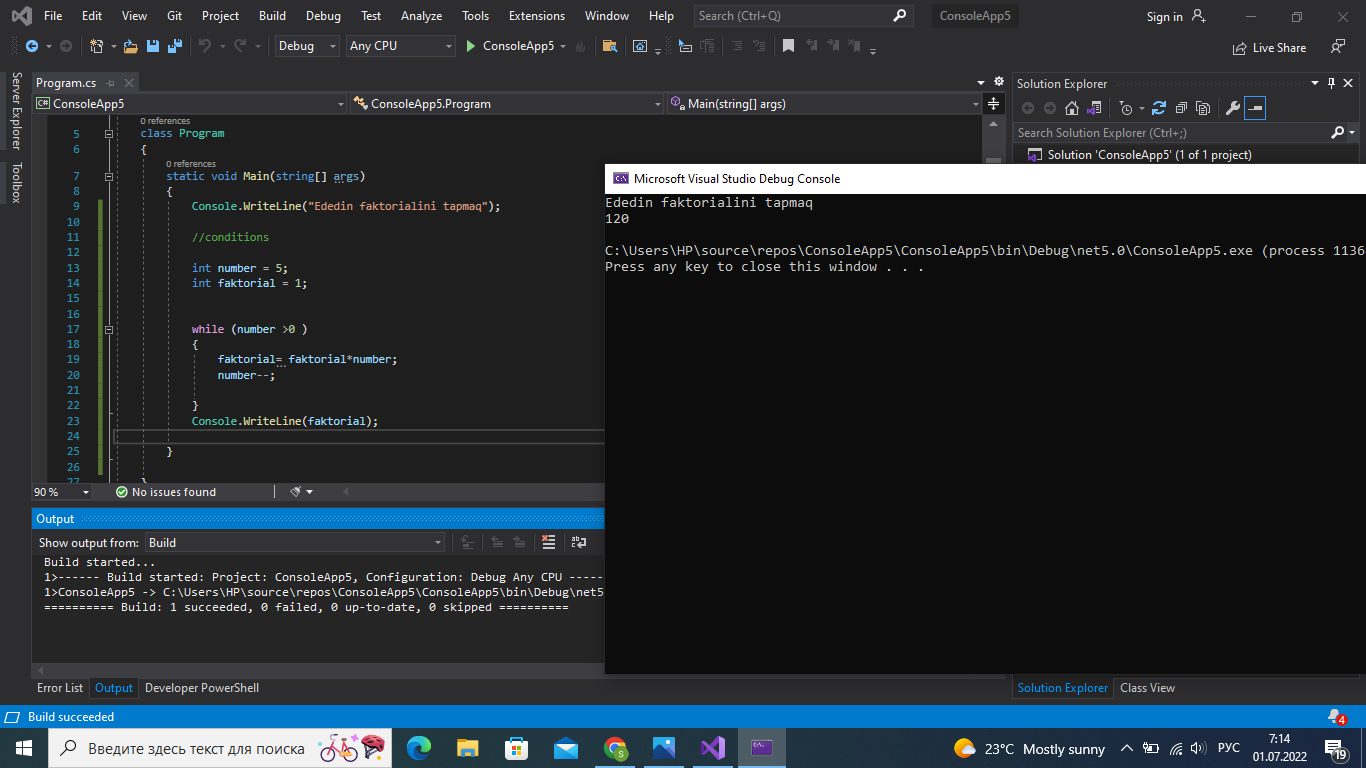 File Edit View Git Project Build Debug Test Analyze Tools Extensions Window Help Search (Ctrl+Q) ConsoleApp5 Sign in
Debug Any CPU ConsoleApp5 Live Share
Server Explorer
Toolbox
Program.cs
ConsoleApp5 ConsoleApp5.Program Main(string[] args)
0 references
5 class Program
6 {
0 references
7 static void Main(string[] args)
8 {
9 Console.WriteLine("Ededin faktorialini tapmaq");
10
11 //conditions
12
13 int number = 5;
14 int faktorial = 1;
15
16
17 while (number >0 )
18 {
19 faktorial= faktorial*number;
20 number--;
21
22 }
23 Console.WriteLine(faktorial);
24
25 }
26
27 }
90 % No issues found
Solution Explorer
Search Solution Explorer (Ctrl+;)
Solution 'ConsoleApp5' (1 of 1 project)
Microsoft Visual Studio Debug Console
Ededin faktorialini tapmaq
120
C:\Users\HP\source\repos\ConsoleApp5\ConsoleApp5\bin\Debug\net5.0\ConsoleApp5.exe (process 1136
Press any key to close this window . . .
Output
Show output from: Build
Build started...
1>------ Build started: Project: ConsoleApp5, Configuration: Debug Any CPU -----
1>ConsoleApp5 -> C:\Users\HP\source\repos\ConsoleApp5\ConsoleApp5\bin\Debug\net5
========== Build: 1 succeeded, 0 failed, 0 up-to-date, 0 skipped ==========
Error List Output Developer PowerShell
Solution Explorer Class View
Build succeeded 4
Введите здесь текст для поиска 23°C Mostly sunny РУС 7:14
01.07.2022 19